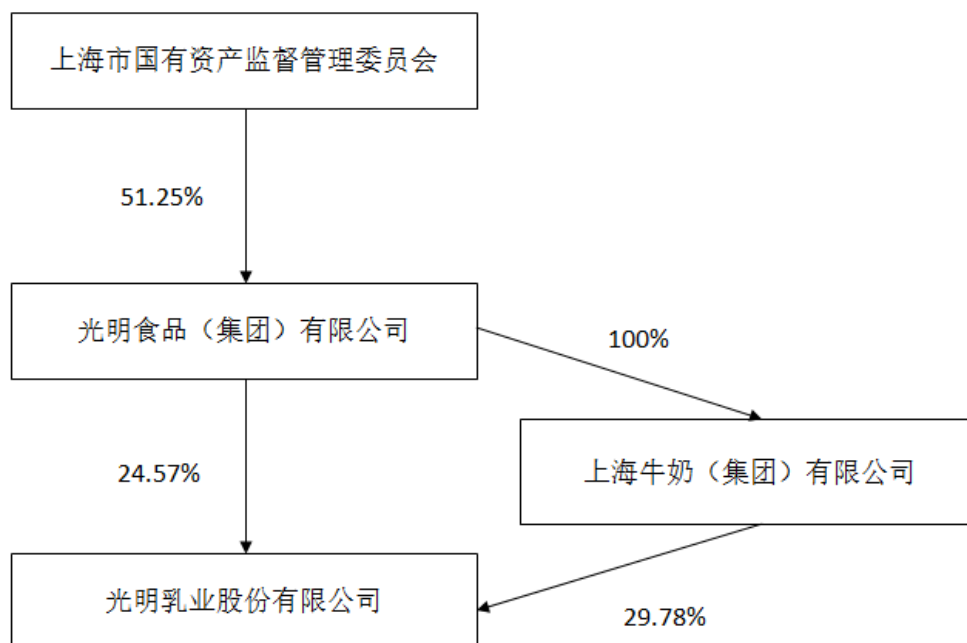 上海市国有资产监督管理委员会
51.25%
光明食品（集团）有限公司
100%
24.57%
上海牛奶（集团）有限公司
光明乳业股份有限公司
29.78%